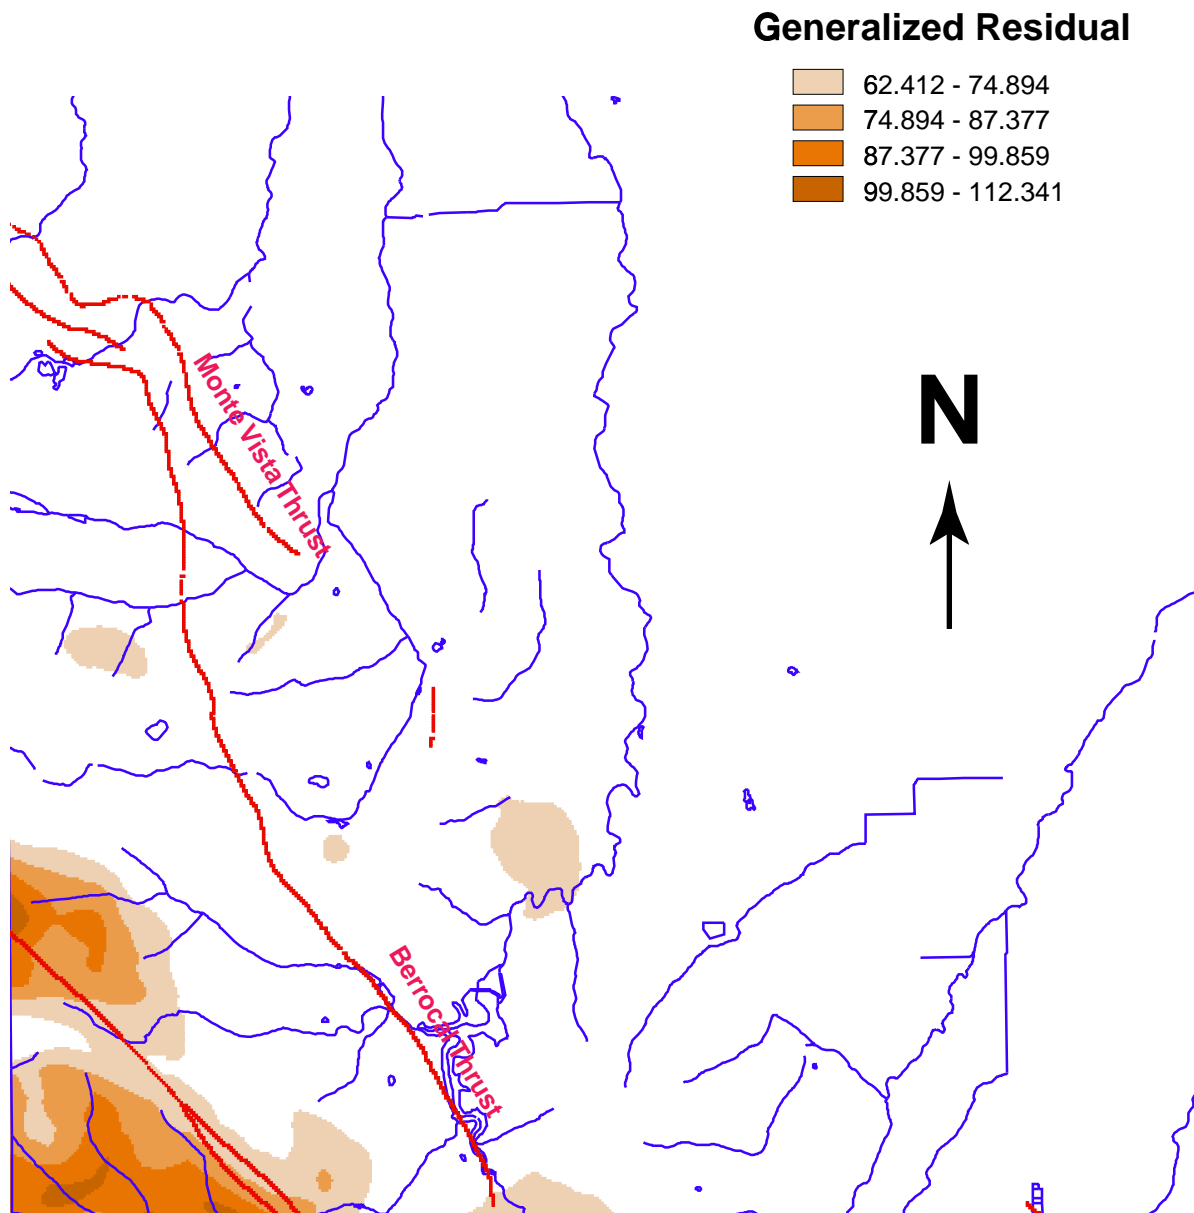 Generalized Residual
62.412 - 74.894
74.894 - 87.377
87.377 - 99.859
99.859 - 112.341
N
Monte Vista Thrust
Berrocal Thrust